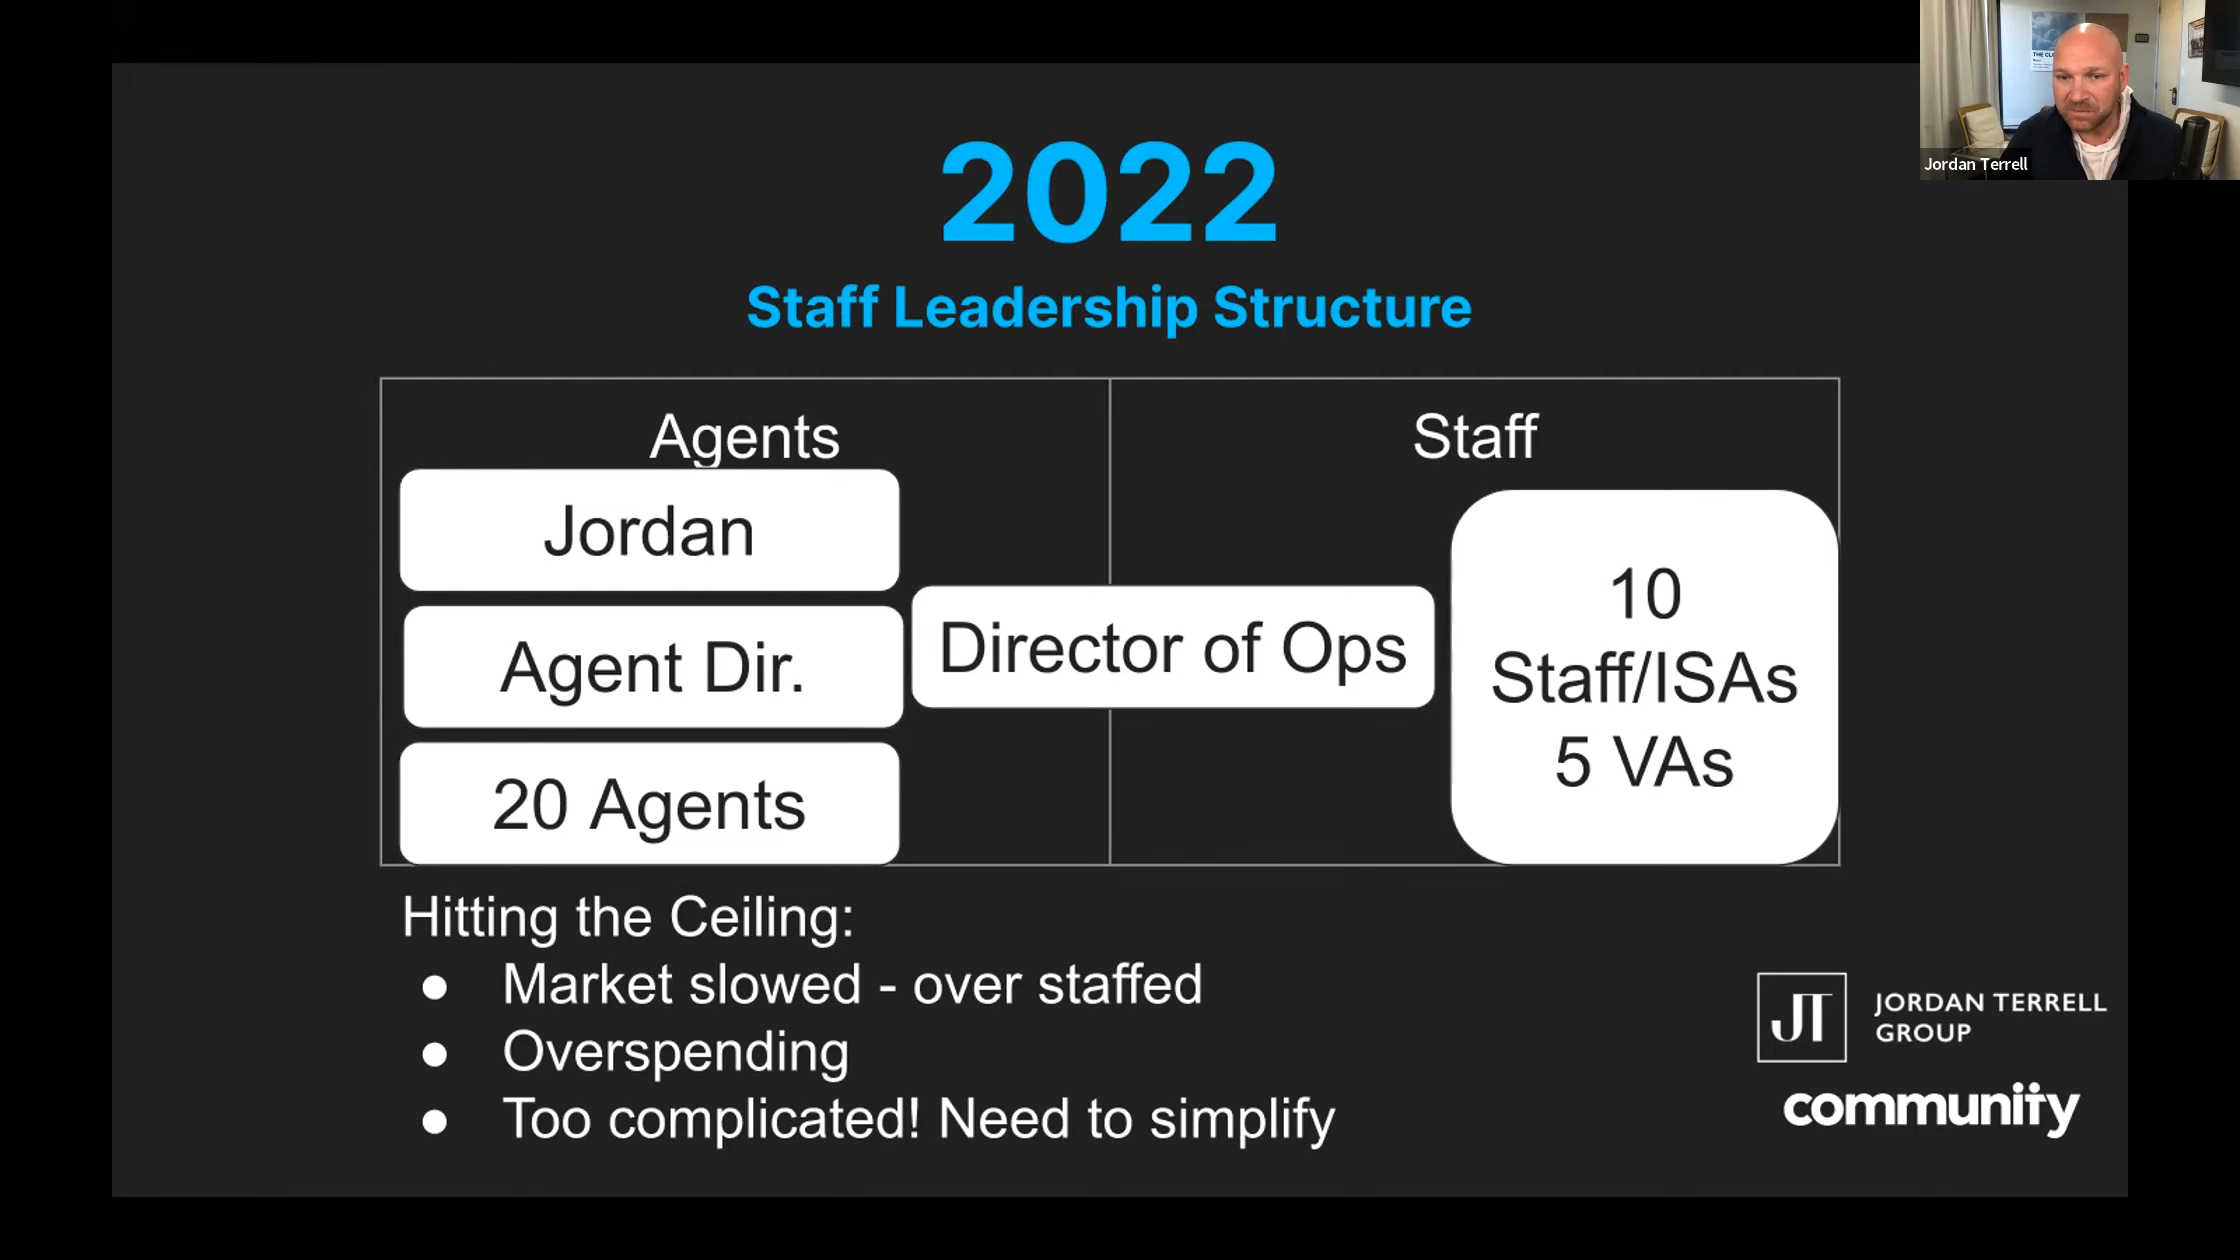 Jordan Terrell
2022
Staff Leadership Structure
Agents
Staff
Jordan
Agent Dir.
20 Agents
Director of Ops
10
Staff/ISAs
5 VAs
Hitting the Ceiling:
● Market slowed - over staffed
● Overspending
● Too complicated! Need to simplify
JT
JORDAN TERRELL
GROUP
community